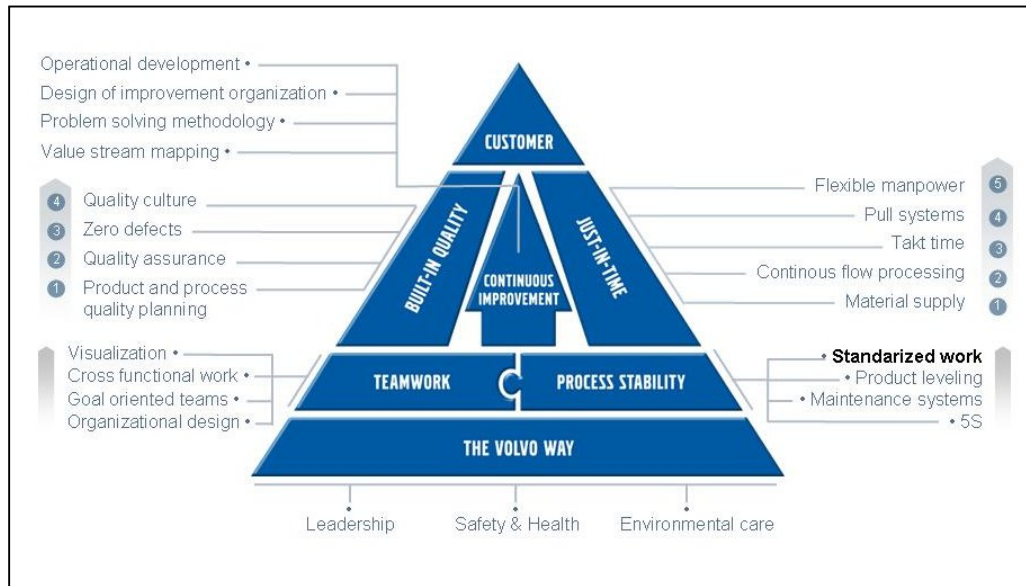 Operational development •
Design of improvement organization •
Problem solving methodology •
Value stream mapping •
4 Quality culture
3 Zero defects
2 Quality assurance
1 Product and process
quality planning
Visualization •
Cross functional work •
Goal oriented teams •
Organizational design •
CUSTOMER
BUILT-IN QUALITY
CONTINUOUS
IMPROVEMENT
JUST-IN-TIME
TEAMWORK
PROCESS STABILITY
THE VOLVO WAY
Flexible manpower 5
Pull systems 4
Takt time 3
Continous flow processing 2
Material supply 1
• Standarized work
• Product leveling
• Maintenance systems
• 5S
Leadership
Safety & Health
Environmental care